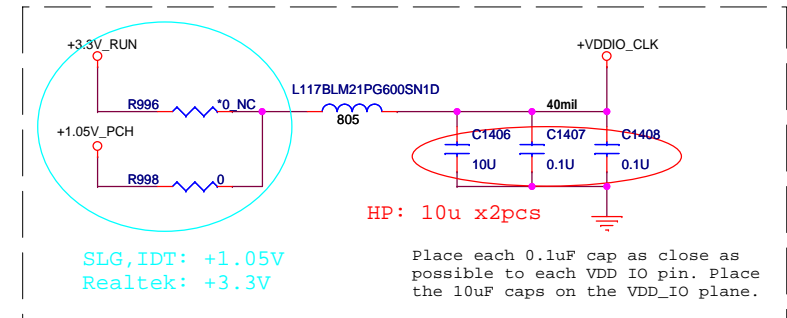 +3.3V_RUN
+VDDIO_CLK
L117BLM21PG600SN1D
R996
*0_NC
40mil
805
+1.05V_PCH
C1406
C1407
C1408
10U
0.1U
0.1U
R998
0
HP: 10u x2pcs
SLG,IDT: +1.05V
Realtek: +3.3V
Place each 0.1uF cap as close as
possible to each VDD IO pin. Place
the 10uF caps on the VDD_IO plane.